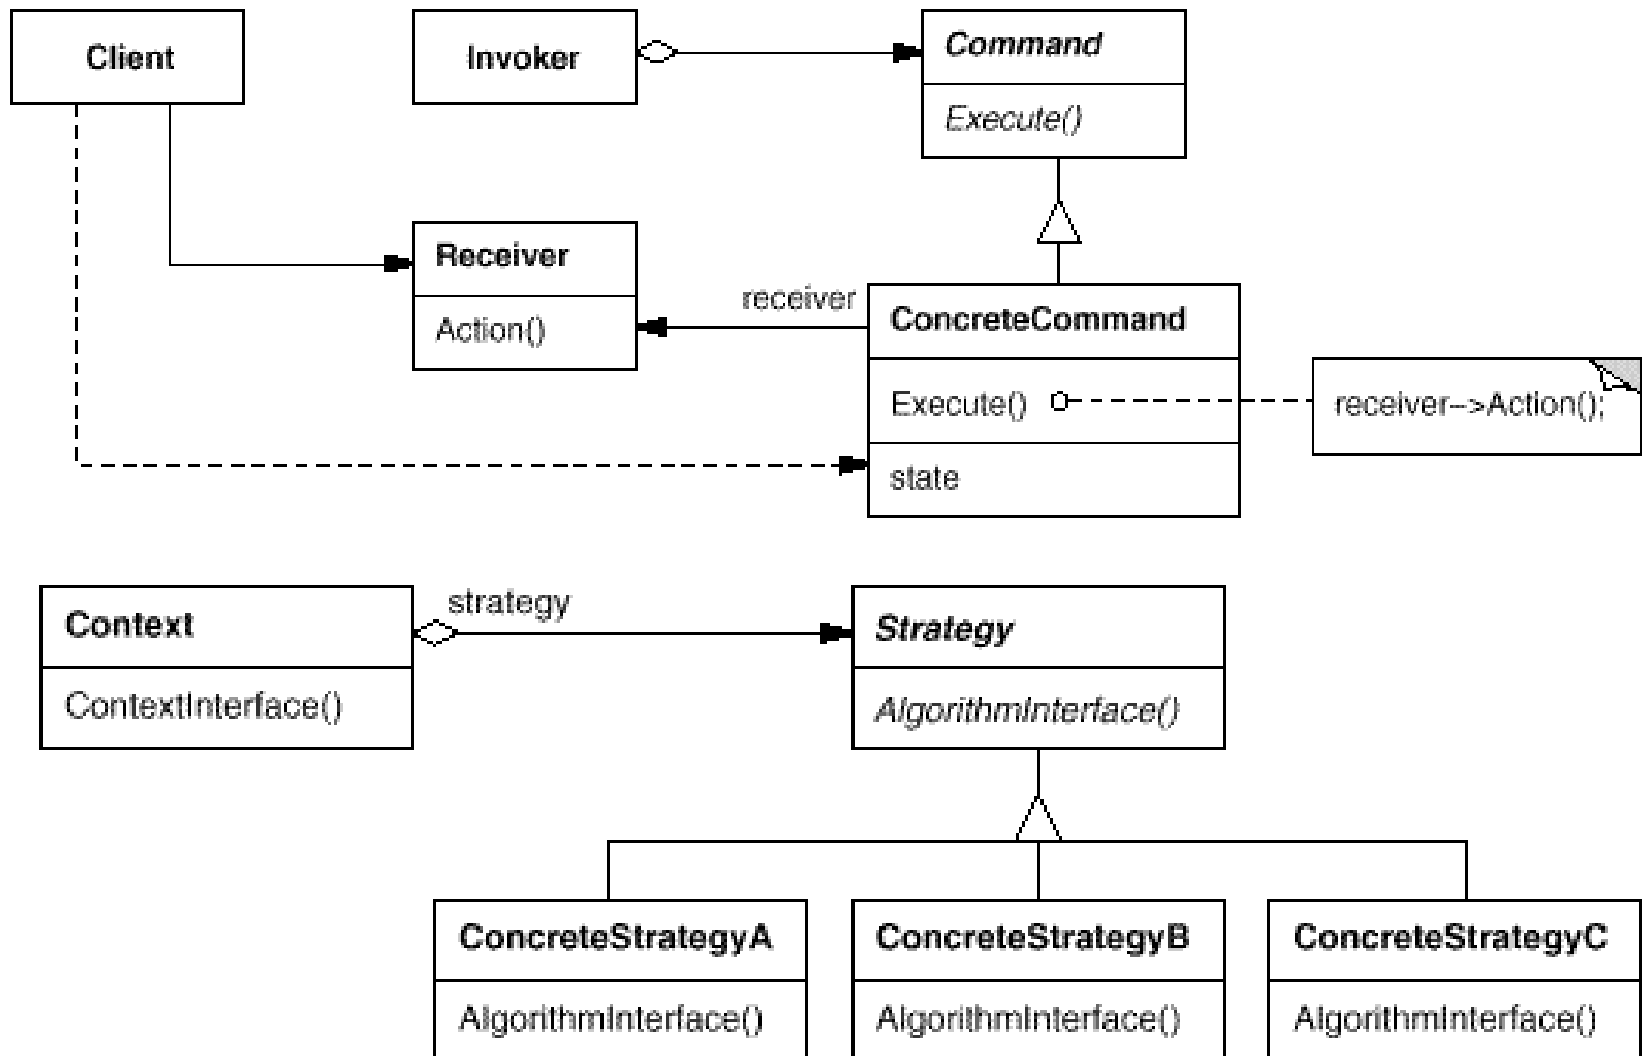 Client
Invoker
Command
Execute()
Receiver
Action()
receiver
ConcreteCommand
Execute()
receiver-->Action();
state
Context
ContextInterface()
strategy
Strategy
AlgorithmInterface()
ConcreteStrategyA
AlgorithmInterface()
ConcreteStrategyB
AlgorithmInterface()
ConcreteStrategyC
AlgorithmInterface()